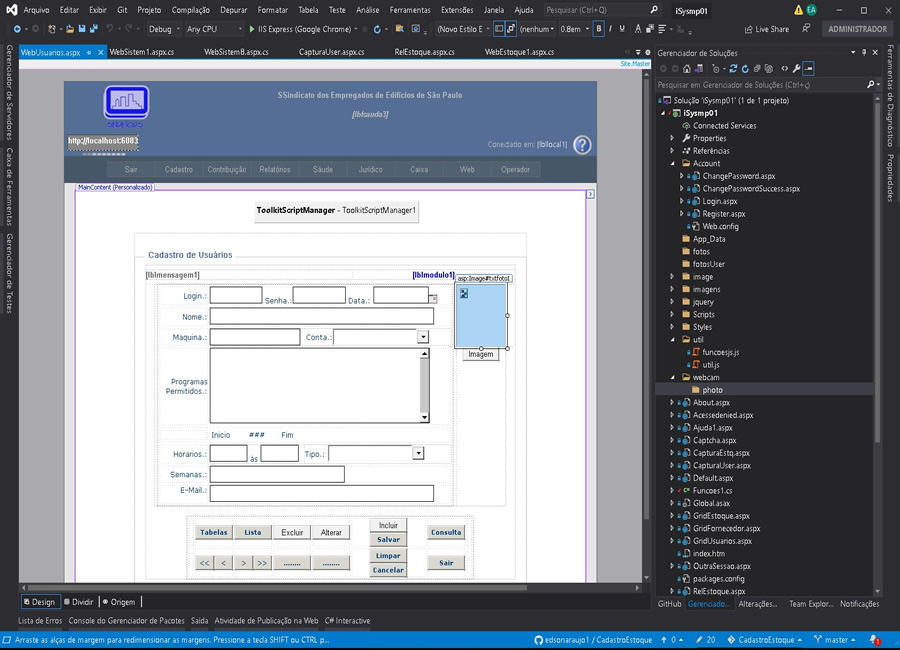 Arquivo Editar Exibir Git Projeto Compilação Depurar Formatar Tabela Teste Análise Ferramentas Extensões Janela Ajuda Pesquisar (Ctrl+Q) iSysmp01 EA
Debug Any CPU IIS Express (Google Chrome) (Novo Estilo E (nenhum 0.8em B I U Live Share ADMINISTRADOR
WebUsuarios.aspx WebSistem1.aspx.cs WebSistem8.aspx.cs CapturaUser.aspx.cs RelEstoque.aspx.cs WebEstoque1.aspx.cs
Gerenciador de Servidores
Caixa de Ferramentas
Gerenciador de Testes
Site.Master
SSindicato dos Empregados de Edifícios de São Paulo
[lblsauda3]
SINDIFICIOS
http://localhost:6083
Conectado em: [lbllocal1] ?
Sair Cadastro Contribuição Relatórios Sáude Jurídico Caixa Web Operador
MainContent (Personalizado)
ToolkitScriptManager - ToolkitScriptManager1
Cadastro de Usuários
[lblmensagem1] [lblmodulo1]
asp:Image#txtfoto1
Login.: Senha.: Data.:
Nome.:
Maquina.: Conta.:
Imagem
Programas
Permitidos.:
Inicio ### Fim
Horarios.: às Tipo.:
Semanas.:
E-Mail.:
Tabelas Lista Excluir Alterar Incluir Salvar Consulta
<< < > >> ........ ........ Limpar Cancelar Sair
Design Dividir Origem
Gerenciador de Soluções
Pesquisar em Gerenciador de Soluções (Ctrl+ç)
Solução 'iSysmp01' (1 de 1 projeto)
iSysmp01
Connected Services
Properties
Referências
Account
ChangePassword.aspx
ChangePasswordSuccess.aspx
Login.aspx
Register.aspx
Web.config
App_Data
fotos
fotosUser
image
imagens
jquery
Scripts
Styles
util
funcoesjs.js
util.js
webcam
photo
About.aspx
Acessedenied.aspx
Ajuda1.aspx
Captcha.aspx
CapturaEstq.aspx
CapturaUser.aspx
Default.aspx
Funcoes1.cs
Global.asax
GridEstoque.aspx
GridFornecedor.aspx
GridUsuarios.aspx
index.htm
OutraSessao.aspx
packages.config
RelEstoque.aspx
GitHub Gerenciado... Alterações... Team Explor... Notificações
Ferramentas de Diagnóstico
Propriedades
Lista de Erros Console do Gerenciador de Pacotes Saída Atividade de Publicação na Web C# Interactive
Arraste as alças de margem para redimensionar as margens. Pressione a tecla SHIFT ou CTRL p... edsonaraujo1 / CadastroEstoque 0 20 CadastroEstoque master 1